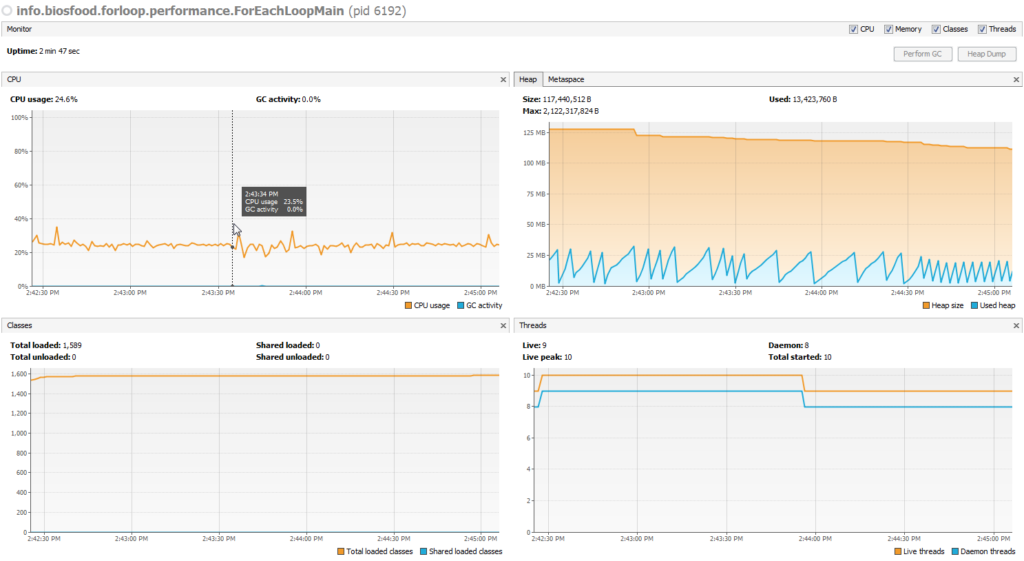 info.biosfood.forloop.performance.ForEachLoopMain (pid 6192)
Monitor
CPU Memory Classes Threads
Uptime: 2 min 47 sec
Perform GC Heap Dump
CPU
CPU usage: 24.6% GC activity: 0.0%
100%
80%
60%
40%
20%
0%
2:43:34 PM
CPU usage 23.5%
GC activity 0.0%
2:42:30 PM 2:43:00 PM 2:43:30 PM 2:44:00 PM 2:44:30 PM 2:45:00 PM
CPU usage GC activity
Heap Metaspace
Size: 117,440,512 B Used: 13,423,760 B
Max: 2,122,317,824 B
125 MB
100 MB
75 MB
50 MB
25 MB
0 MB
2:42:30 PM 2:43:00 PM 2:43:30 PM 2:44:00 PM 2:44:30 PM 2:45:00 PM
Heap size Used heap
Classes
Total loaded: 1,589 Shared loaded: 0
Total unloaded: 0 Shared unloaded: 0
1,600
1,400
1,200
1,000
800
600
400
200
0
2:42:30 PM 2:43:00 PM 2:43:30 PM 2:44:00 PM 2:44:30 PM 2:45:00 PM
Total loaded classes Shared loaded classes
Threads
Live: 9 Daemon: 8
Live peak: 10 Total started: 10
10
8
6
4
2
0
2:42:30 PM 2:43:00 PM 2:43:30 PM 2:44:00 PM 2:44:30 PM 2:45:00 PM
Live threads Daemon threads